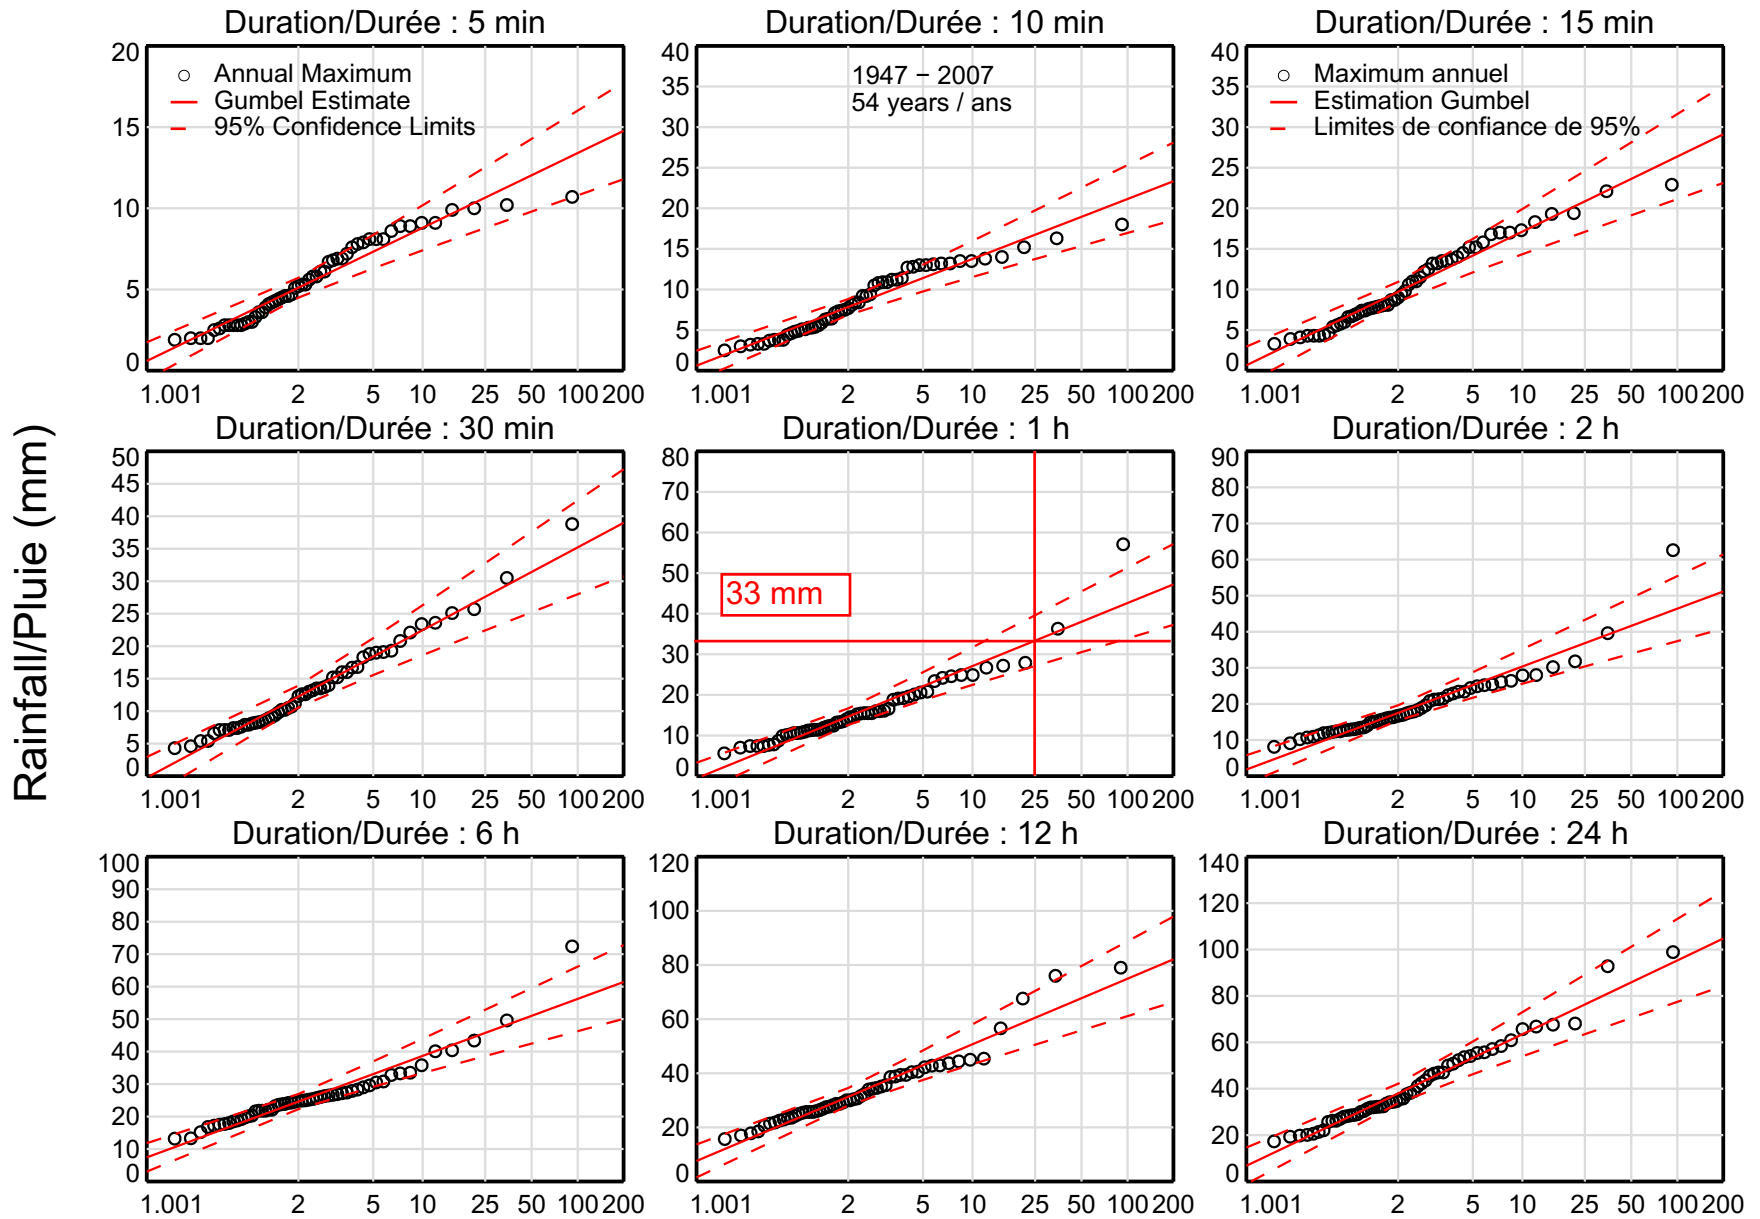 Duration/Durée : 5 min
20
15
10
5
0
Annual Maximum
Gumbel Estimate
95% Confidence Limits
1.001 2 5 10 25 50 100 200
Duration/Durée : 10 min
40
35
30
25
20
15
10
5
0
1947 − 2007
54 years / ans
1.001 2 5 10 25 50 100 200
Duration/Durée : 15 min
40
35
30
25
20
15
10
5
0
Maximum annuel
Estimation Gumbel
Limites de confiance de 95%
1.001 2 5 10 25 50 100 200
Rainfall/Pluie (mm)
Duration/Durée : 30 min
50
45
40
35
30
25
20
15
10
5
0
1.001 2 5 10 25 50 100 200
Duration/Durée : 1 h
80
70
60
50
40
30
20
10
0
33 mm
1.001 2 5 10 25 50 100 200
Duration/Durée : 2 h
90
80
70
60
50
40
30
20
10
0
1.001 2 5 10 25 50 100 200
Duration/Durée : 6 h
100
90
80
70
60
50
40
30
20
10
0
1.001 2 5 10 25 50 100 200
Duration/Durée : 12 h
120
100
80
60
40
20
0
1.001 2 5 10 25 50 100 200
Duration/Durée : 24 h
140
120
100
80
60
40
20
0
1.001 2 5 10 25 50 100 200